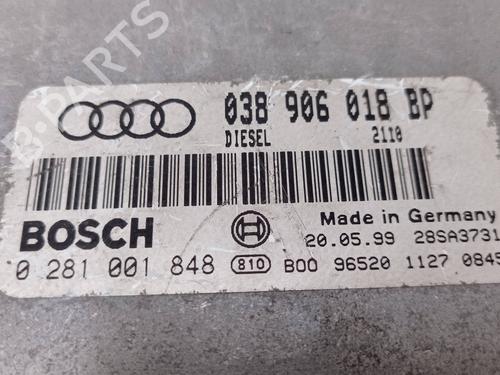 B-PARTS
038 906 018 BP
DIESEL 2110
BOSCH
Made in Germany
20.05.99 28SA3731
0 281 001 848 810 B00 96520 1127 0845